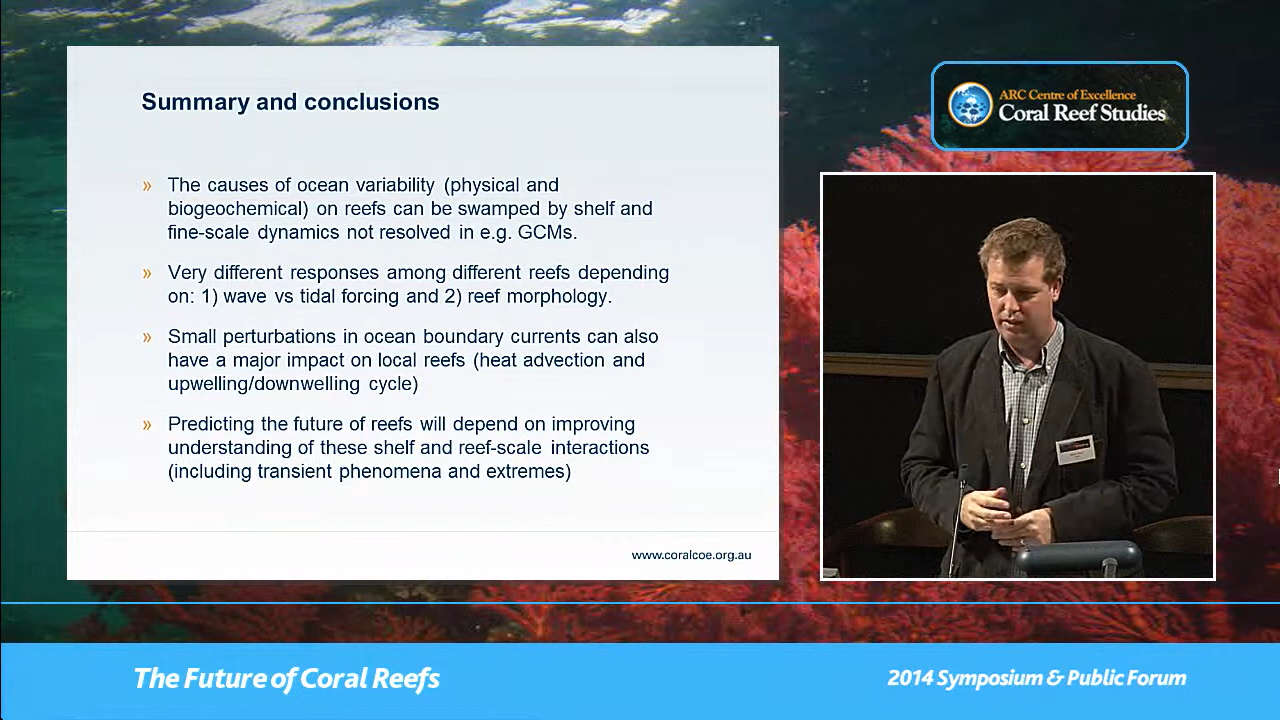 Summary and conclusions
» The causes of ocean variability (physical and
biogeochemical) on reefs can be swamped by shelf and
fine-scale dynamics not resolved in e.g. GCMs.
» Very different responses among different reefs depending
on: 1) wave vs tidal forcing and 2) reef morphology.
» Small perturbations in ocean boundary currents can also
have a major impact on local reefs (heat advection and
upwelling/downwelling cycle)
» Predicting the future of reefs will depend on improving
understanding of these shelf and reef-scale interactions
(including transient phenomena and extremes)
www.coralcoe.org.au
ARC Centre of Excellence
Coral Reef Studies
The Future of Coral Reefs
2014 Symposium & Public Forum